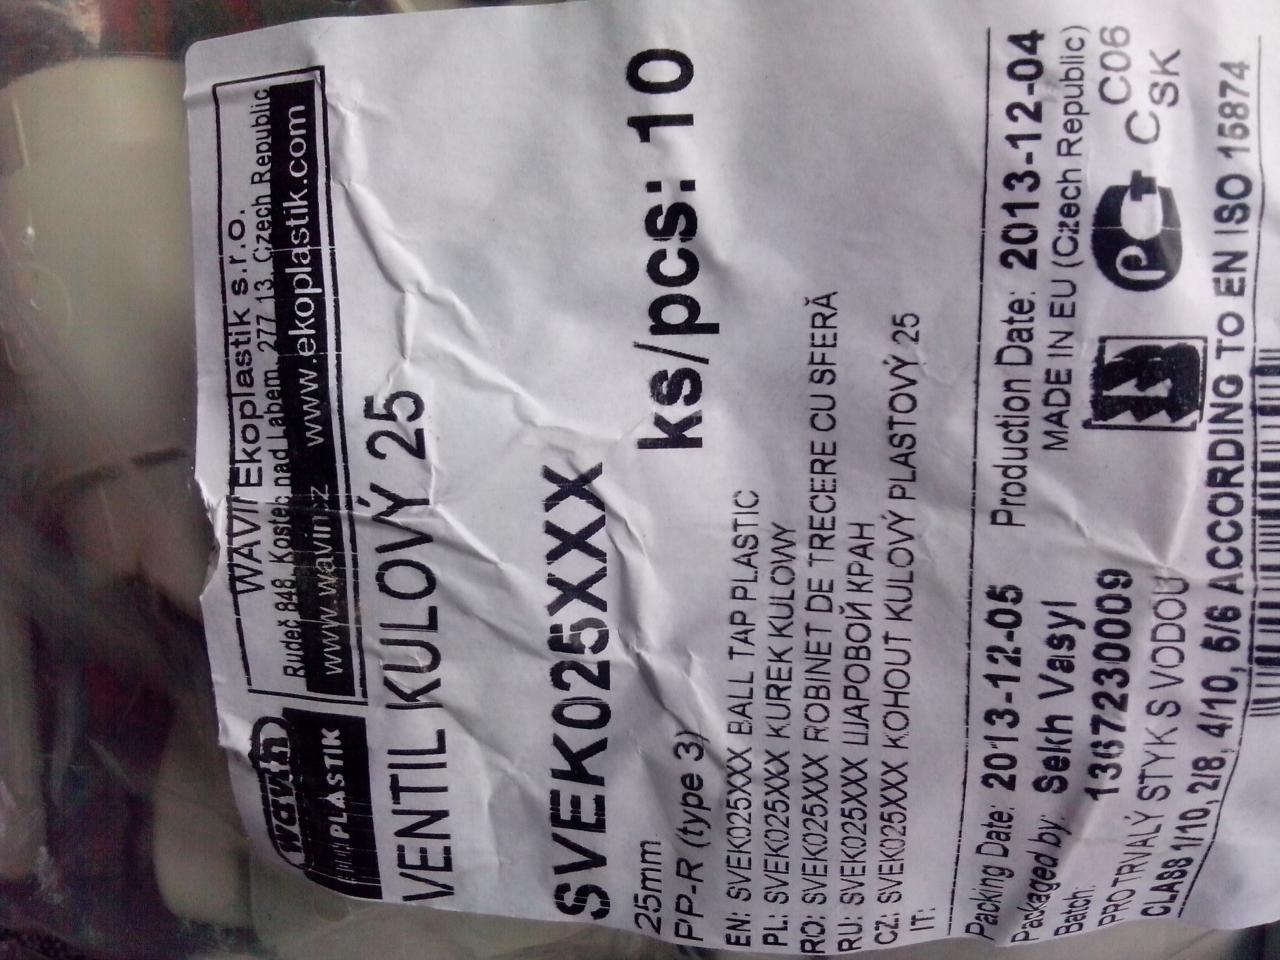 wavin
EKOPLASTIK
WAVIN Ekoplastik s.r.o.
Rudeč 848, Kostelec nad Labem, 277 13, Czech Republic
www.wavin.cz www.ekoplastik.com
VENTIL KULOVÝ 25
SVEK025XXX
ks/pcs: 10
25mm
PP-R (type 3)
EN: SVEK025XXX BALL TAP PLASTIC
PL: SVEK025XXX KUREK KULOWY
RO: SVEK025XXX ROBINET DE TRECERE CU SFERĂ
RU: SVEK025XXX ШАРОВОЙ КРАН
CZ: SVEK025XXX KOHOUT KULOVÝ PLASTOVÝ 25
IT:
Packing Date: 2013-12-05 Production Date: 2013-12-04
Packaged by: Sekh Vasyl MADE IN EU (Czech Republic)
Batch: 1367230009
РСТ C C06
SK
PRO TRVALÝ STYK S VODOU
CLASS 1/10, 2/8, 4/10, 5/6 ACCORDING TO EN ISO 15874